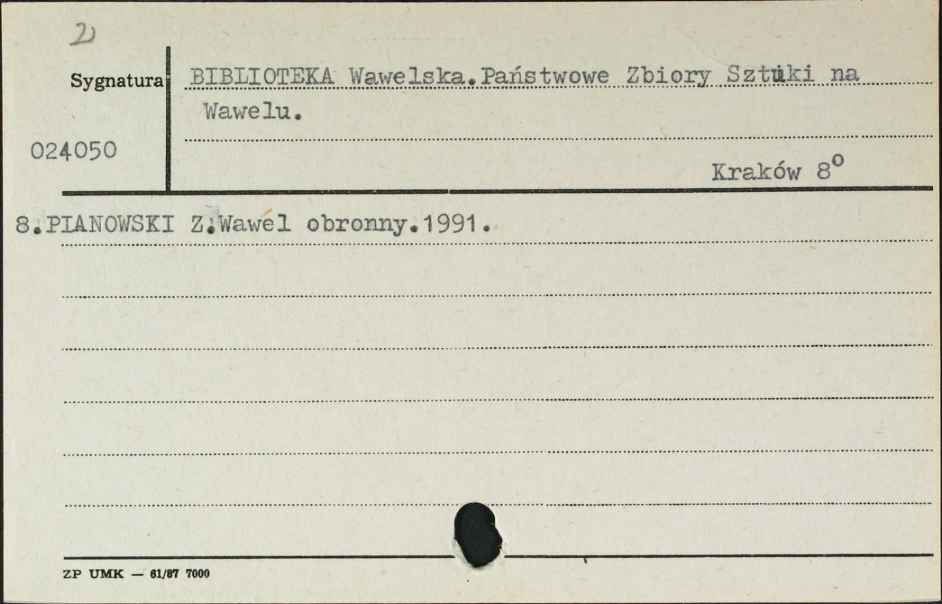 2)
Sygnatura
BIBLIOTEKA Wawelska.Państwowe Zbiory Sztuki na
Wawelu.
024050
Kraków 8º
8.PIANOWSKI Z.:Wawel obronny.1991.
ZP UMK — 61/87 7000